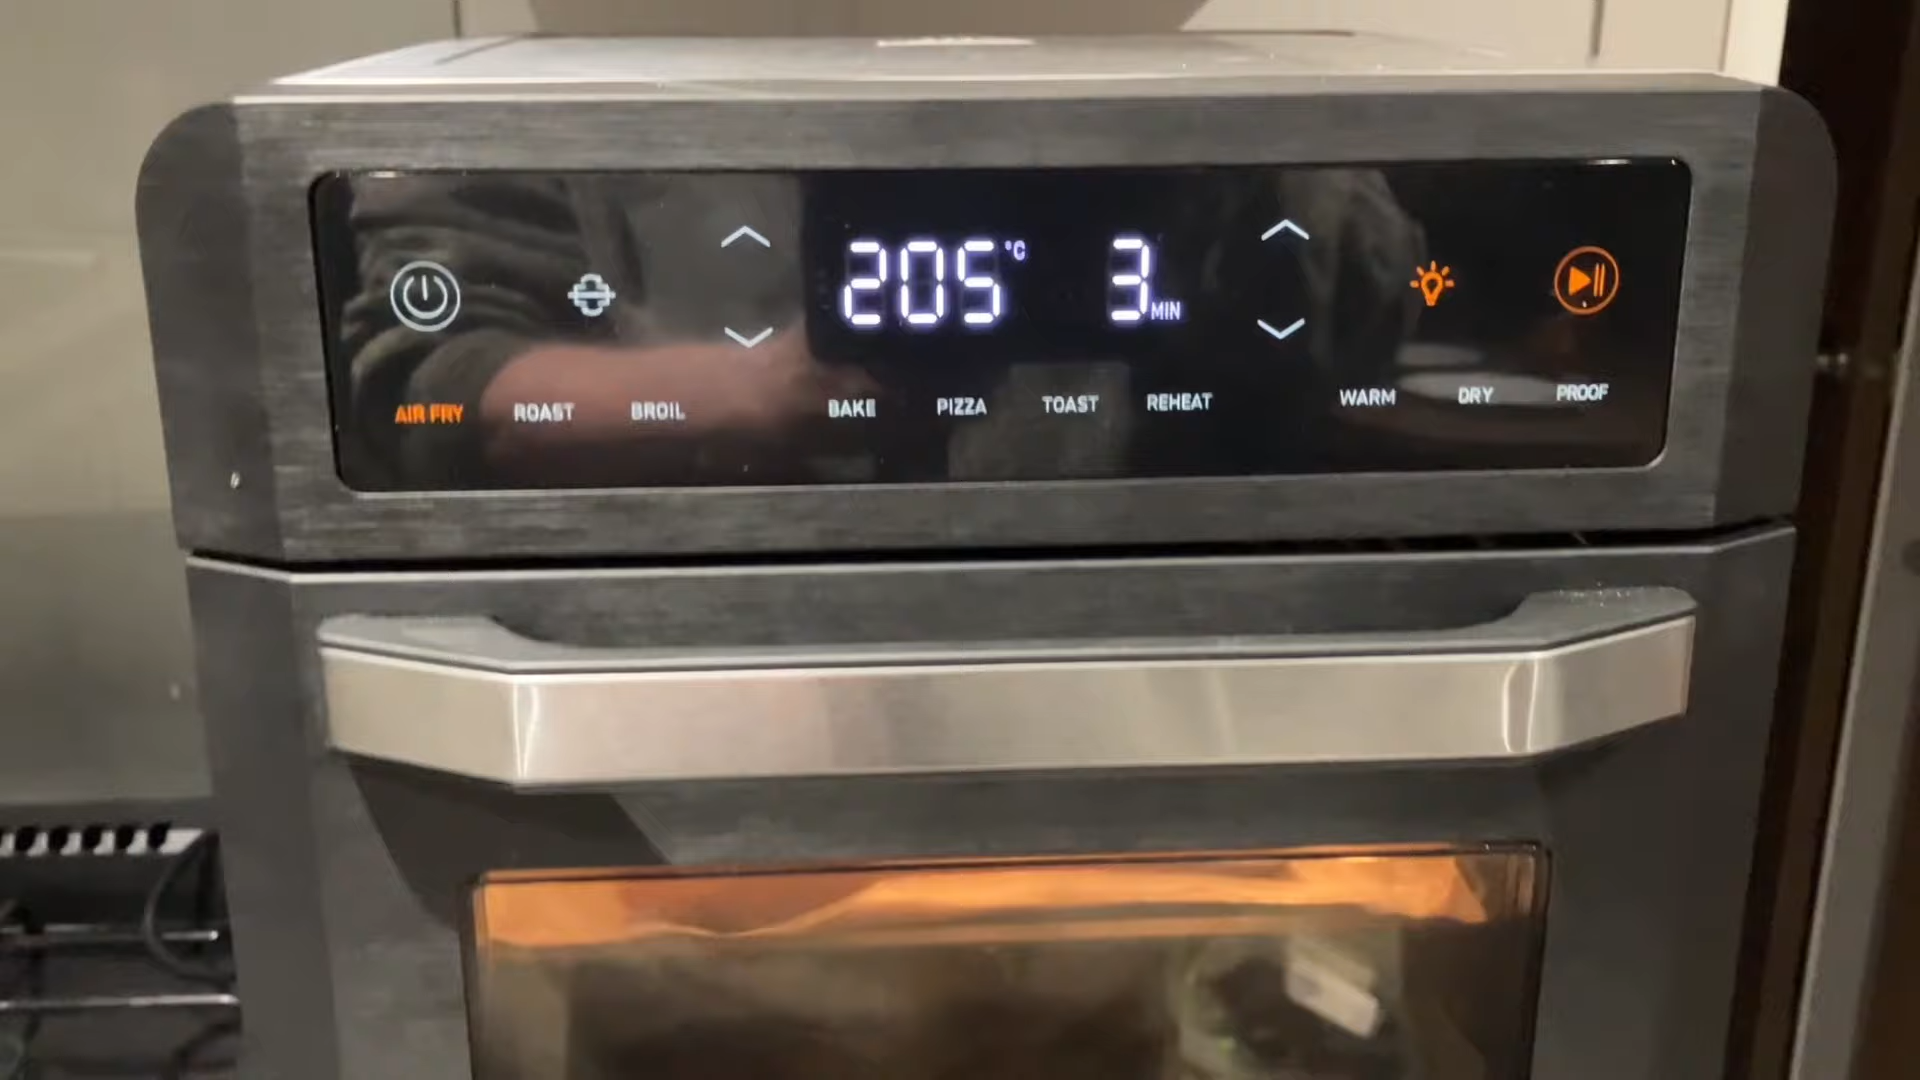 205 °C 3 MIN
AIR FRY ROAST BROIL BAKE PIZZA TOAST REHEAT WARM DRY PROOF